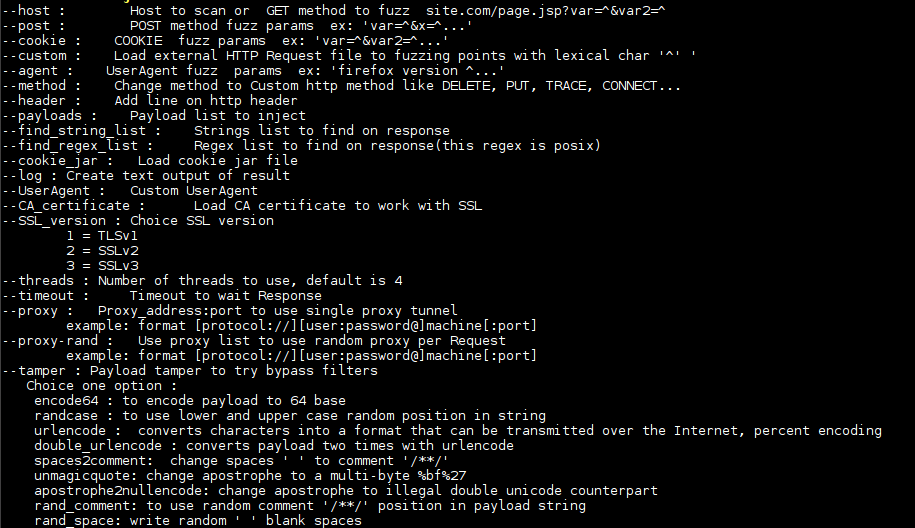 --host :          Host to scan or  GET method to fuzz  site.com/page.jsp?var=^&var2=^
--post :          POST method fuzz params  ex: 'var=^&x=^...'
--cookie :    COOKIE  fuzz params  ex: 'var=^&var2=^...'
--custom :    Load external HTTP Request file to fuzzing points with lexical char '^' '
--agent :    UserAgent fuzz  params  ex: 'firefox version ^...'
--method :    Change method to Custom http method like DELETE, PUT, TRACE, CONNECT...
--header :    Add line on http header
--payloads :    Payload list to inject
--find_string_list :    Strings list to find on response
--find_regex_list :       Regex list to find on response(this regex is posix)
--cookie_jar :   Load cookie jar file
--log : Create text output of result
--UserAgent :   Custom UserAgent
--CA_certificate :      Load CA certificate to work with SSL
--SSL_version : Choice SSL version
        1 = TLSv1
        2 = SSLv2
        3 = SSLv3
--threads : Number of threads to use, default is 4
--timeout :     Timeout to wait Response
--proxy :   Proxy_address:port to use single proxy tunnel
        example: format [protocol://][user:password@]machine[:port]
--proxy-rand :   Use proxy list to use random proxy per Request
        example: format [protocol://][user:password@]machine[:port]
--tamper : Payload tamper to try bypass filters
   Choice one option :
    encode64 : to encode payload to 64 base
    randcase : to use lower and upper case random position in string
    urlencode :  converts characters into a format that can be transmitted over the Internet, percent encoding
    double_urlencode : converts payload two times with urlencode
    spaces2comment:  change spaces ' ' to comment '/**/'
    unmagicquote: change apostrophe to a multi-byte %bf%27
    apostrophe2nullencode: change apostrophe to illegal double unicode counterpart
    rand_comment: to use random comment '/**/' position in payload string
    rand_space: write random ' ' blank spaces